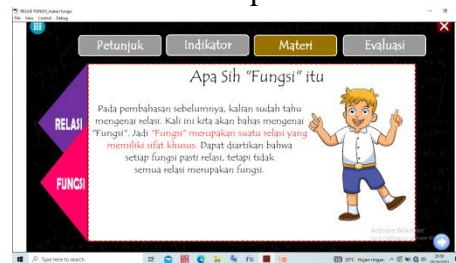 RELASI FUNGSI_materi fungsi
File View Control Debug
Petunjuk
Indikator
Materi
Evaluasi
Apa Sih "Fungsi" itu
RELASI
FUNGSI
Pada pembahasan sebelumnya, kalian sudah tahu
mengenai relasi. Kali ini kita akan bahas mengenai
"Fungsi". Jadi "Fungsi" merupakan suatu relasi yang
memiliki sifat khusus. Dapat diartikan bahwa
setiap fungsi pasti relasi, tetapi tidak
semua relasi merupakan fungsi.
Activate Windows
Type here to search
30°C Hujan ringan